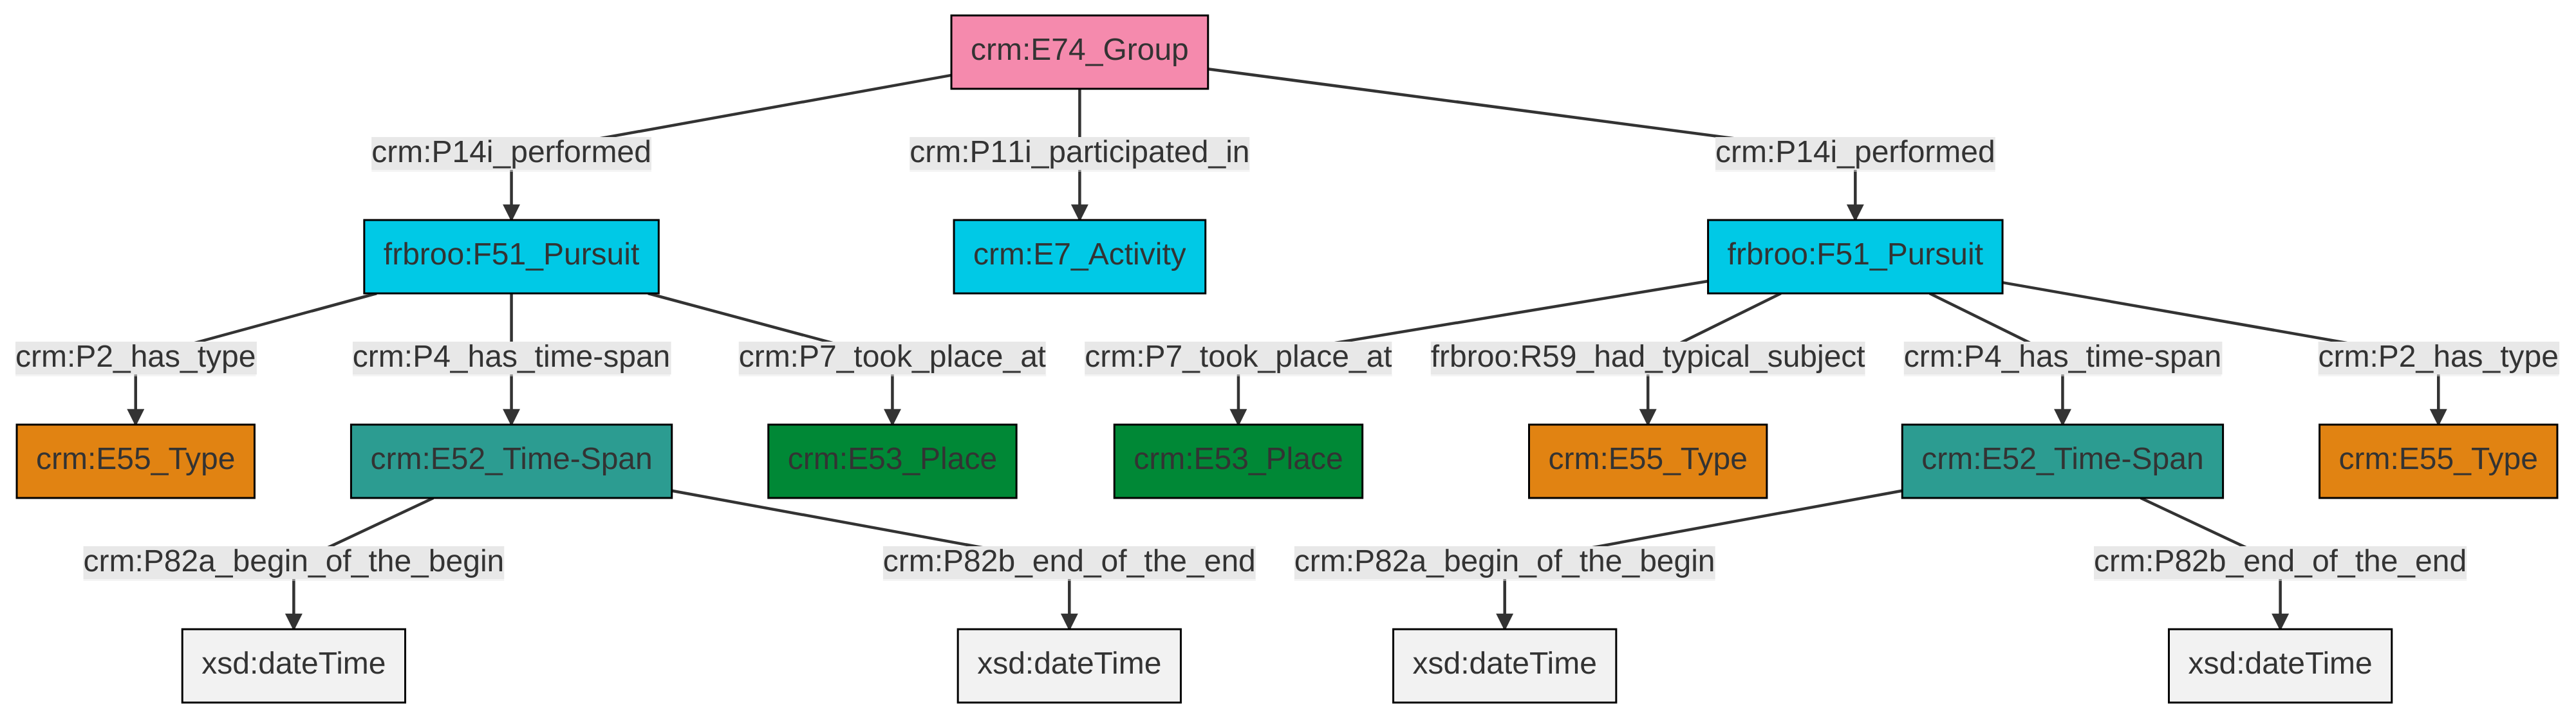 crm:E74_Group
crm:P14i_performed
crm:P11i_participated_in
crm:P14i_performed
frbroo:F51_Pursuit
crm:E7_Activity
frbroo:F51_Pursuit
crm:P2_has_type
crm:P4_has_time-span
crm:P7_took_place_at
crm:P7_took_place_at
frbroo:R59_had_typical_subject
crm:P4_has_time-span
crm:P2_has_type
crm:E55_Type
crm:E52_Time-Span
crm:E53_Place
crm:E53_Place
crm:E55_Type
crm:E52_Time-Span
crm:E55_Type
crm:P82a_begin_of_the_begin
crm:P82b_end_of_the_end
crm:P82a_begin_of_the_begin
crm:P82b_end_of_the_end
xsd:dateTime
xsd:dateTime
xsd:dateTime
xsd:dateTime